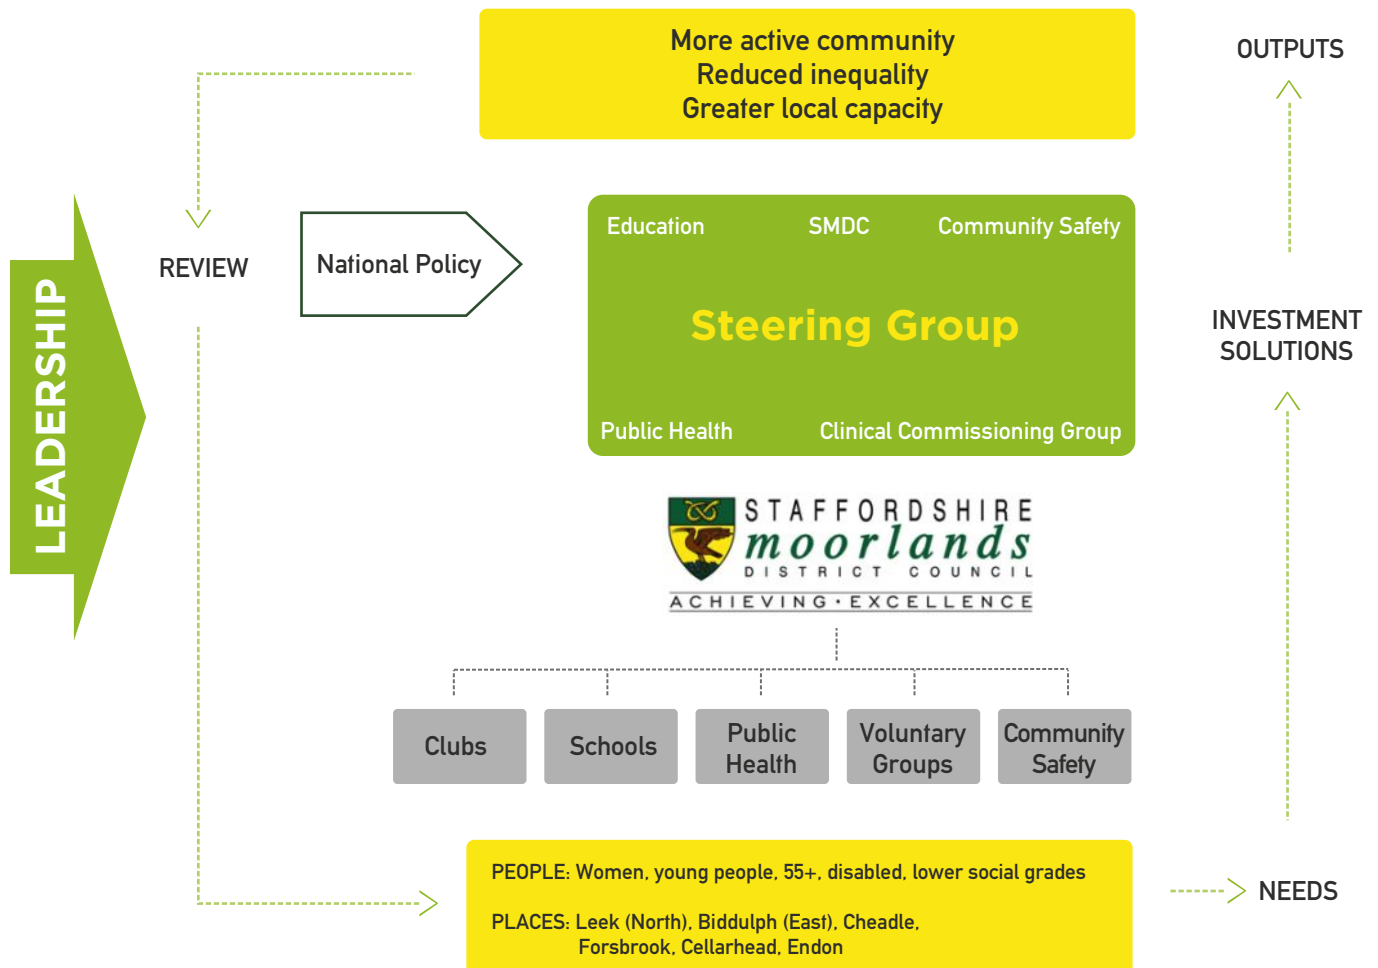 More active community
Reduced inequality
Greater local capacity
OUTPUTS
LEADERSHIP
REVIEW
National Policy
Education
SMDC
Community Safety
Steering Group
Public Health
Clinical Commissioning Group
INVESTMENT
SOLUTIONS
STAFFORDSHIRE
moorlands
DISTRICT COUNCIL
ACHIEVING · EXCELLENCE
Clubs
Schools
Public
Health
Voluntary
Groups
Community
Safety
PEOPLE: Women, young people, 55+, disabled, lower social grades
PLACES: Leek (North), Biddulph (East), Cheadle,
Forsbrook, Cellarhead, Endon
NEEDS